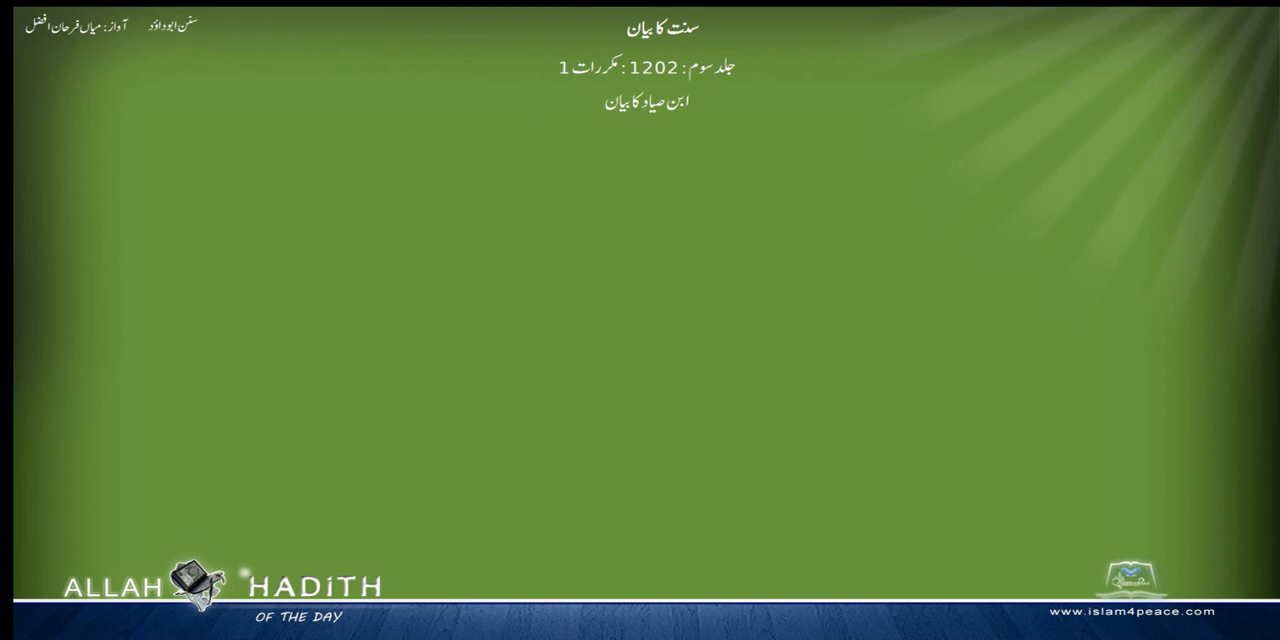 سنت کا بیان
سنن ابوداؤد
آواز: میاں فرحان افضل
جلد سوم: 1202 : مکررات 1
ابن صیاد کا بیان
ALLAH HADiTH
OF THE DAY
www.islam4peace.com